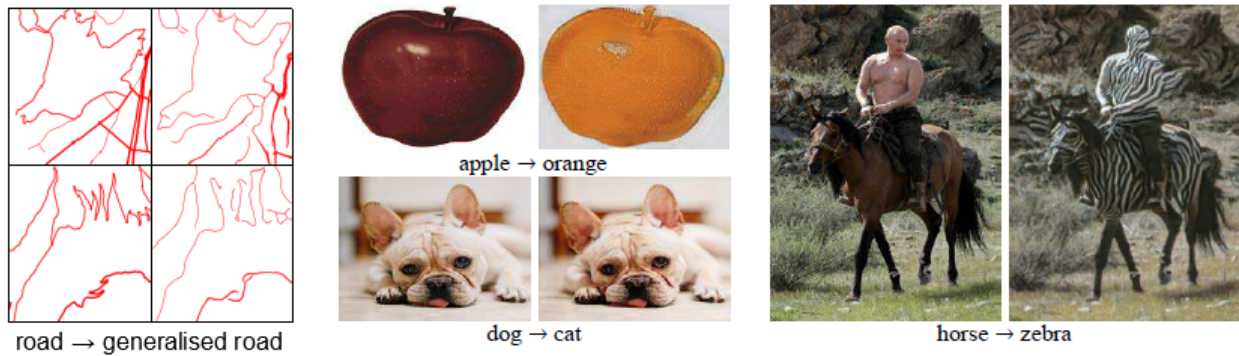 apple → orange
dog → cat
road → generalised road
horse → zebra